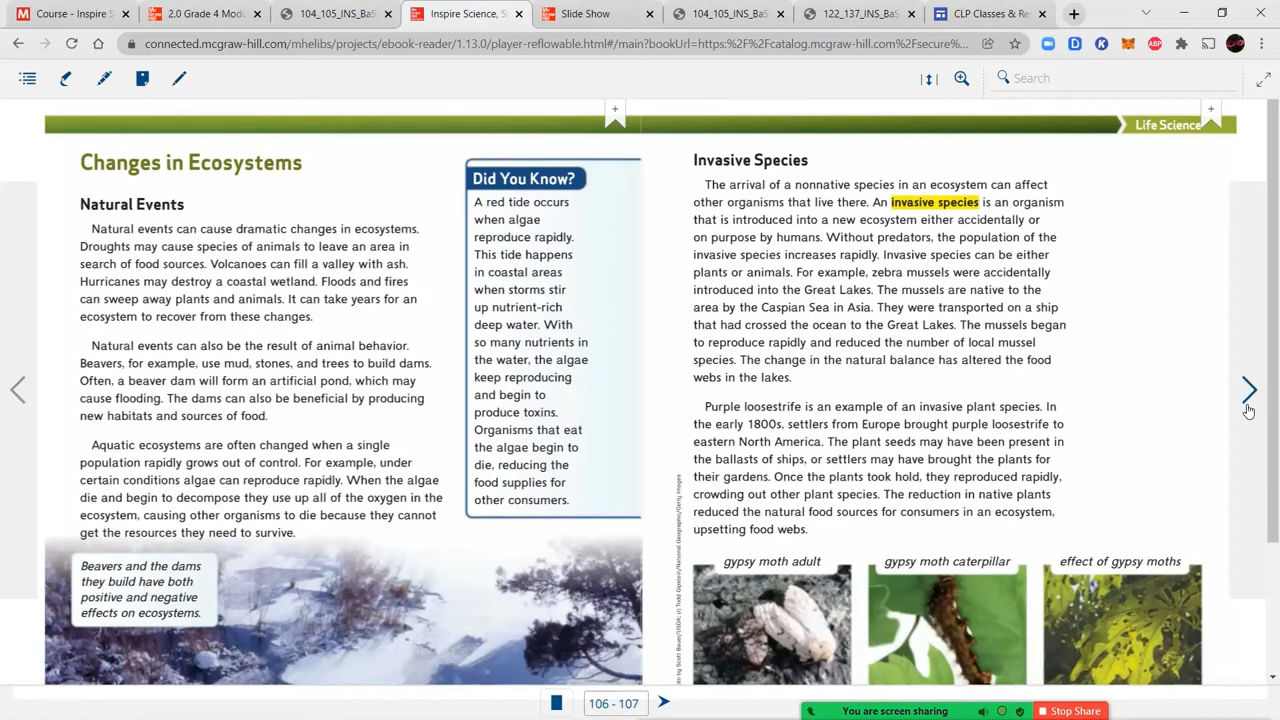 Course - Inspire Science, S
2.0 Grade 4 Modu
104_105_INS_BaS
Inspire Science, S
Slide Show
104_105_INS_BaS
122_137_INS_BaS
CLP Classes & Re
connected.mcgraw-hill.com/mhelibs/projects/ebook-reader/1.13.0/player
Search
Life Science
Changes in Ecosystems
Natural Events
Natural events can cause dramatic changes in ecosystems.
Droughts may cause species of animals to leave an area in
search of food sources. Volcanoes can fill a valley with ash.
Hurricanes may destroy a coastal wetland. Floods and fires
can sweep away plants and animals. It can take years for an
ecosystem to recover from these changes.
Natural events can also be the result of animal behavior.
Beavers, for example, use mud, stones, and trees to build dams.
Often, a beaver dam will form an artificial pond, which may
cause flooding. The dams can also be beneficial by producing
new habitats and sources of food.
Aquatic ecosystems are often changed when a single
population rapidly grows out of control. For example, under
certain conditions algae can reproduce rapidly. When the algae
die and begin to decompose they use up all of the oxygen in the
ecosystem, causing other organisms to die because they cannot
get the resources they need to survive.
Beavers and the dams
they build have both
positive and negative
effects on ecosystems.
Did You Know?
A red tide occurs
when algae
reproduce rapidly.
This tide happens
in coastal areas
when storms stir
up nutrient-rich
deep water. With
so many nutrients in
the water, the algae
keep reproducing
and begin to
produce toxins.
Organisms that eat
the algae begin to
die, reducing the
food supplies for
other consumers.
Invasive Species
The arrival of a nonnative species in an ecosystem can affect
other organisms that live there. An invasive species is an organism
that is introduced into a new ecosystem either accidentally or
on purpose by humans. Without predators, the population of the
invasive species increases rapidly. Invasive species can be either
plants or animals. For example, zebra mussels were accidentally
introduced into the Great Lakes. The mussels are native to the
area by the Caspian Sea in Asia. They were transported on a ship
that had crossed the ocean to the Great Lakes. The mussels began
to reproduce rapidly and reduced the number of local mussel
species. The change in the natural balance has altered the food
webs in the lakes.
Purple loosestrife is an example of an invasive plant species. In
the early 1800s, settlers from Europe brought purple loosestrife to
eastern North America. The plant seeds may have been present in
the ballasts of ships, or settlers may have brought the plants for
their gardens. Once the plants took hold, they reproduced rapidly,
crowding out other plant species. The reduction in native plants
reduced the natural food sources for consumers in an ecosystem,
upsetting food webs.
gypsy moth adult
gypsy moth caterpillar
effect of gypsy moths
106 - 107
You are screen sharing
Stop Share